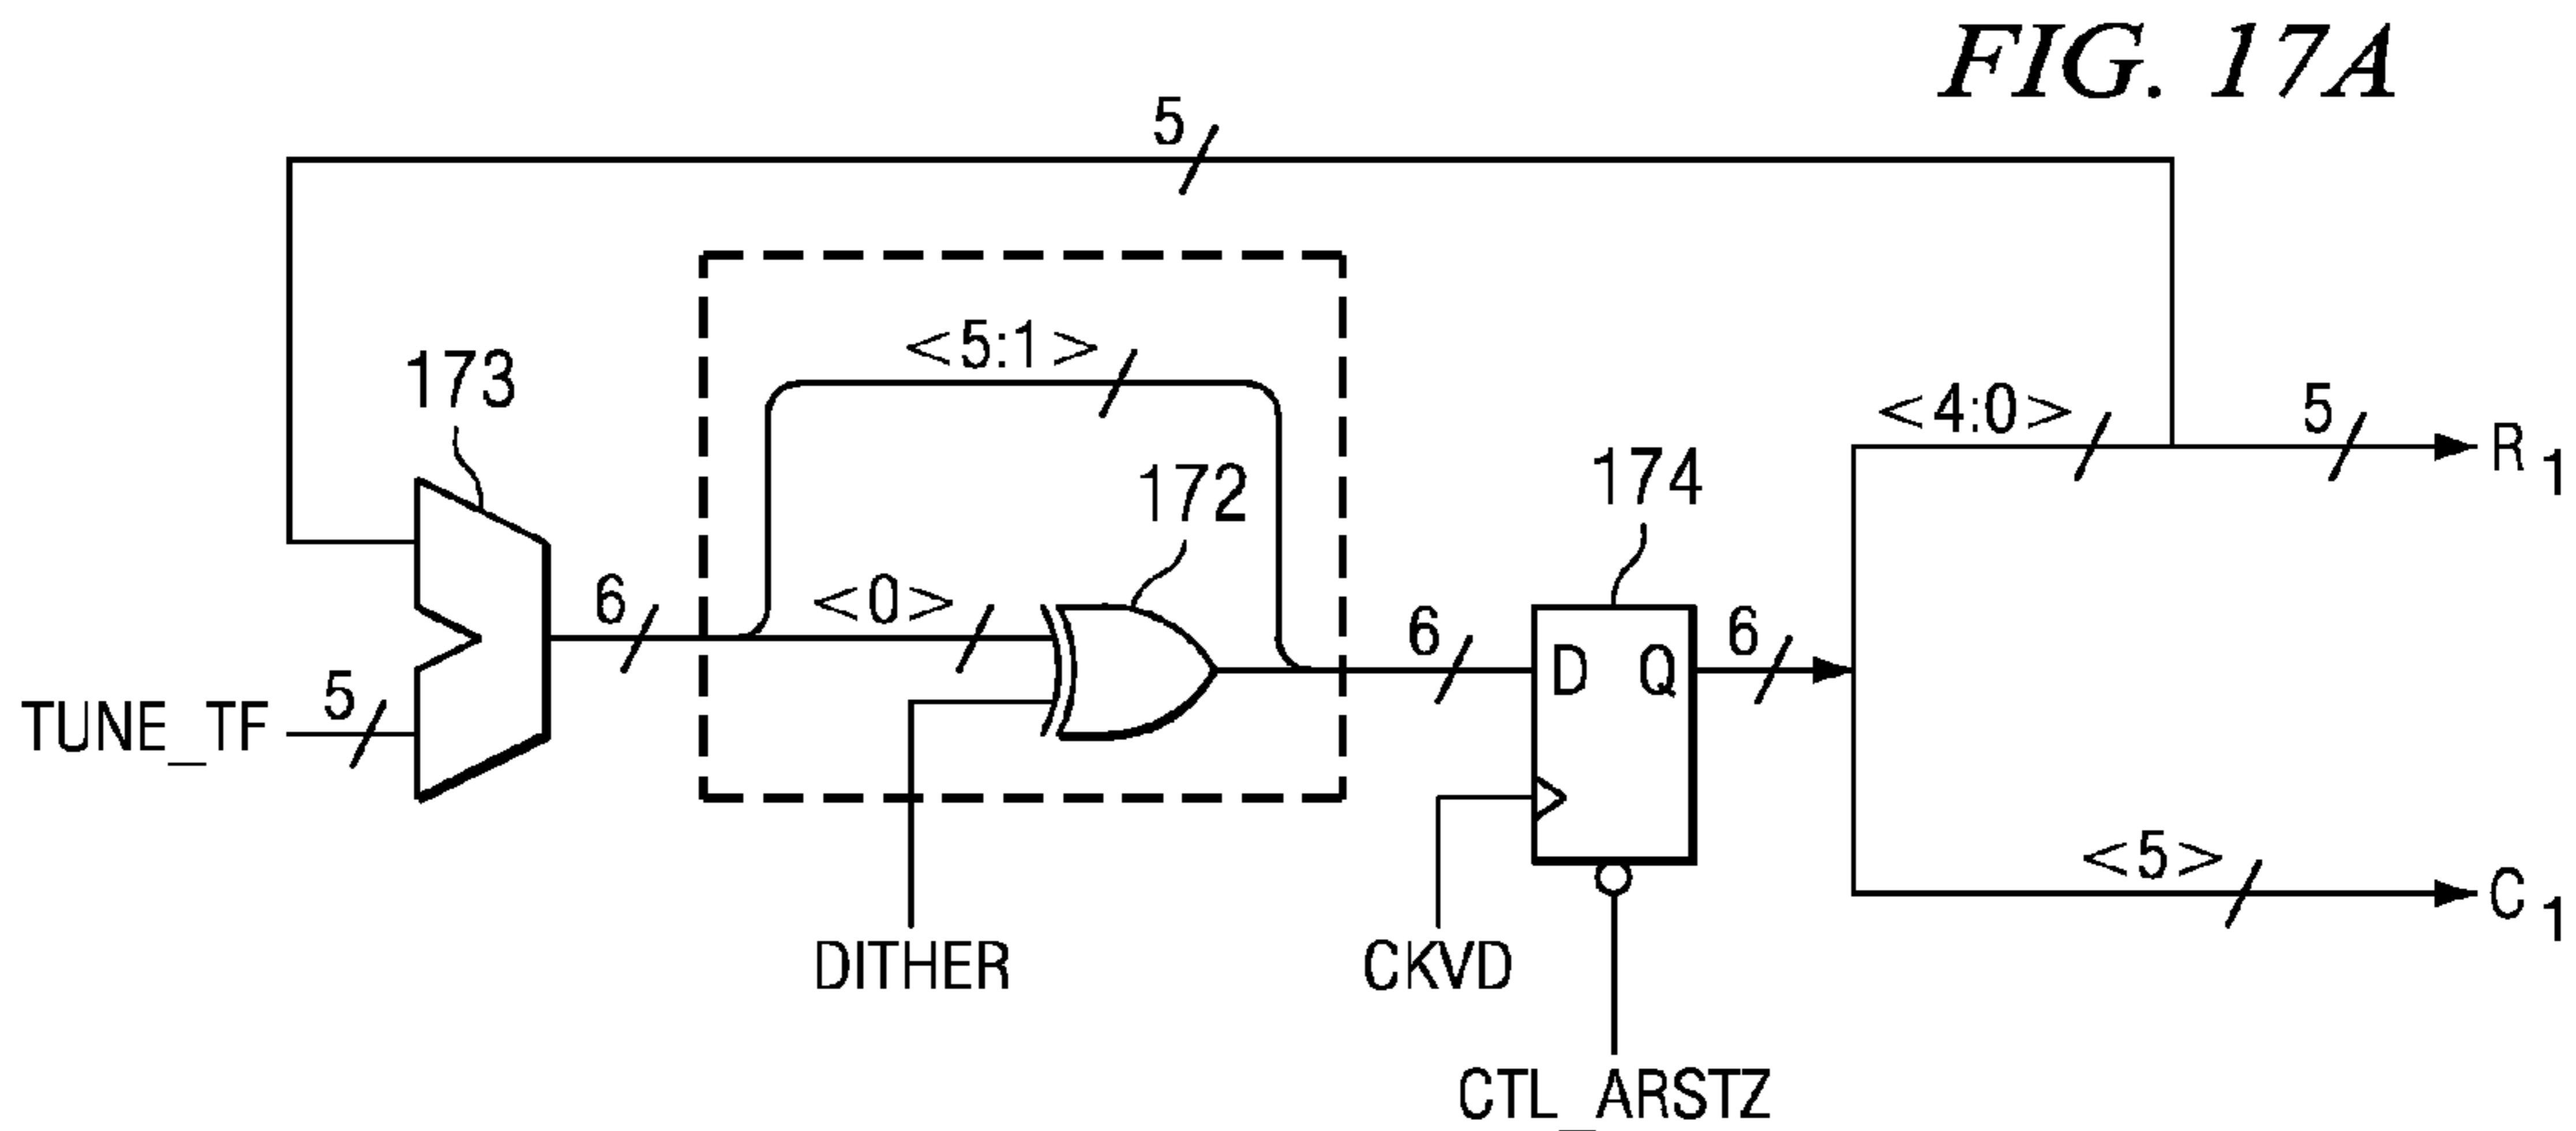 FIG. 17A
5
<5:1>
173
<4:0>
5
R1
172
174
6
<0>
6
D Q
6
TUNE_TF
5
<5>
C1
DITHER
CKVD
CTL_ARSTZ